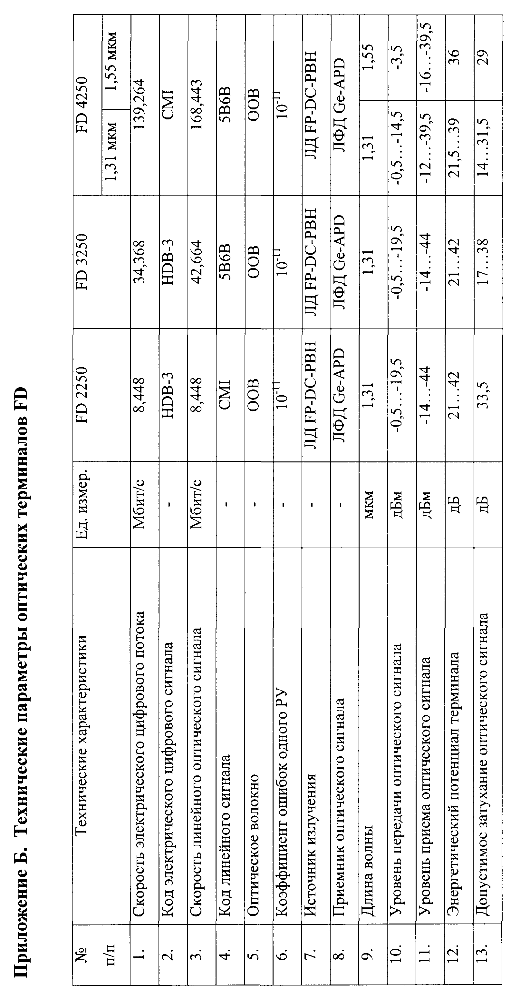 Приложение Б. Технические параметры оптических терминалов FD
№ п/п Технические характеристики Ед. измер. FD 2250 FD 3250 FD 4250
1,31 мкм 1,55 мкм
1. Скорость электрического цифрового потока Мбит/с 8,448 34,368 139,264
2. Код электрического цифрового сигнала - HDB-3 HDB-3 CMI
3. Скорость линейного оптического сигнала Мбит/с 8,448 42,664 168,443
4. Код линейного сигнала - CMI 5B6B 5B6B
5. Оптическое волокно - ООВ ООВ ООВ
6. Коэффициент ошибок одного РУ - 10⁻¹¹ 10⁻¹¹ 10⁻¹¹
7. Источник излучения - ЛД FP-DC-PBH ЛД FP-DC-PBH ЛД FP-DC-PBH
8. Приемник оптического сигнала - ЛФД Ge-APD ЛФД Ge-APD ЛФД Ge-APD
9. Длина волны мкм 1,31 1,31 1,31 1,55
10. Уровень передачи оптического сигнала дБм -0,5…-19,5 -0,5…-19,5 -0,5…-14,5 -3,5
11. Уровень приема оптического сигнала дБм -14…-44 -14…-44 -12…-39,5 -16…-39,5
12. Энергетический потенциал терминала дБ 21…42 21…42 21,5…39 36
13. Допустимое затухание оптического сигнала дБ 33,5 17…38 14…31,5 29